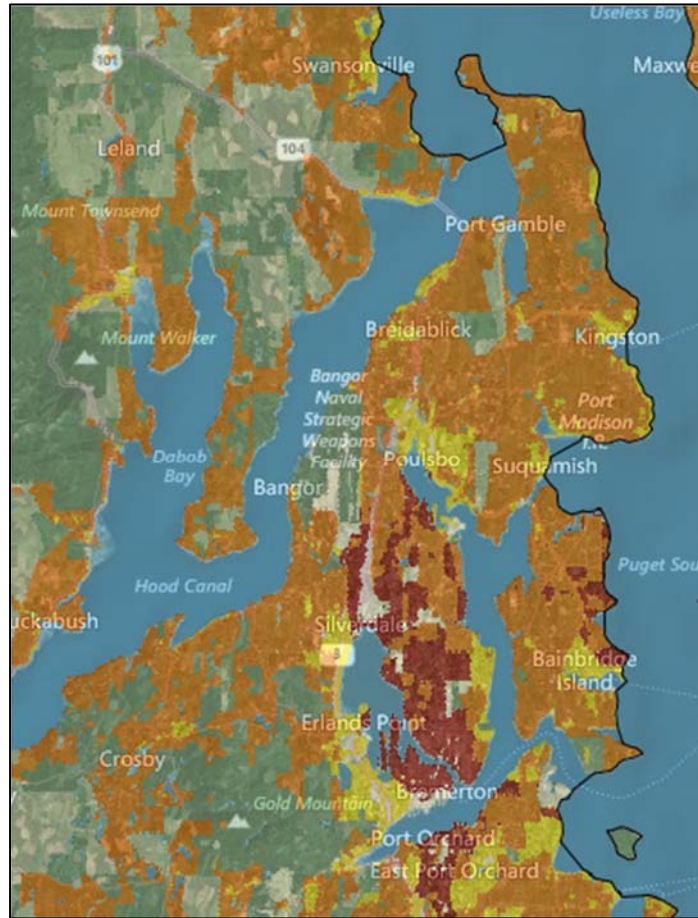 Useless Bay
101
Swansonville
Maxwe
104
Leland
Mount Townsend
Port Gamble
Breidablick
Kingston
Mount Walker
Bangor
Naval
Strategic
Weapons
Facility
Port
Madison
I.R.
Dabob
Bay
Poulsbo
Suquamish
Bangor
Hood Canal
Puget Sou
uckabush
Silverdale
3
Bainbridge
Island
Erlands Point
Crosby
Gold Mountain
Bremerton
Port Orchard
East Port Orchard